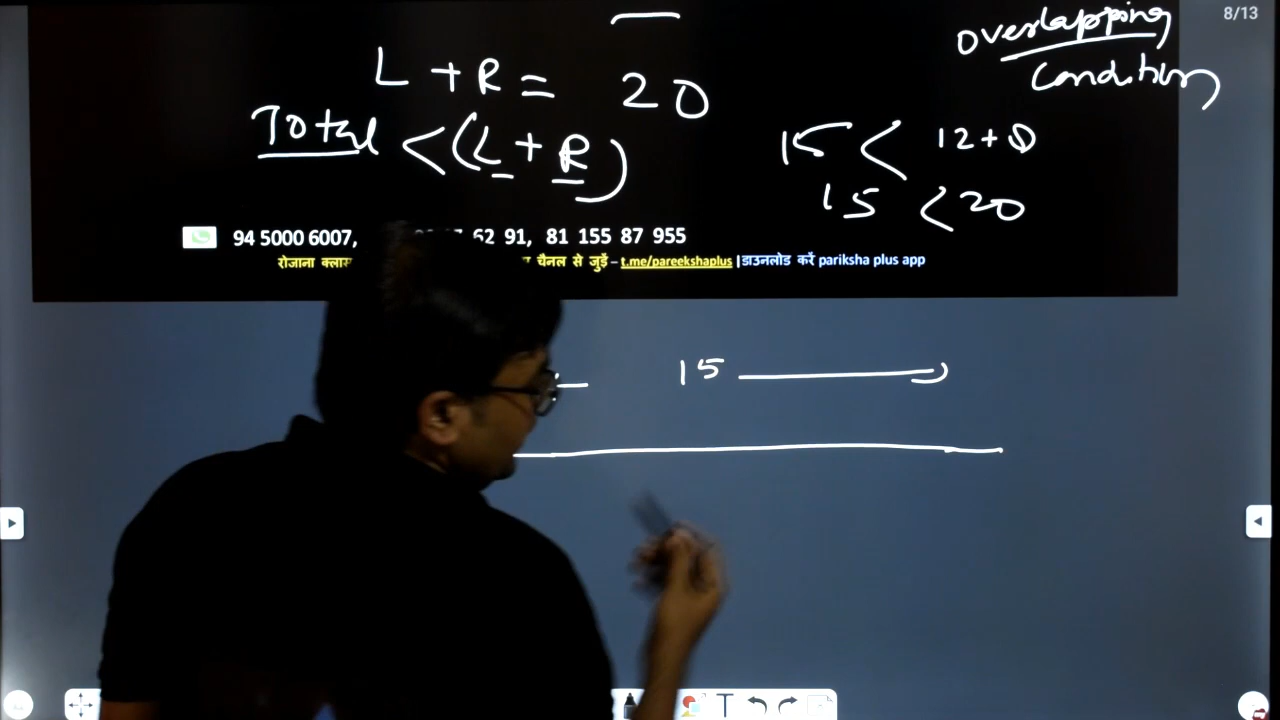 8/13
overlapping
condition
L + R = 20
Total < (L + R)
15 < 12 + 8
15 < 20
94 5000 6007, 62 91, 81 155 87 955
रोजाना क्लास चैनल से जुड़ें – t.me/pareekshaplus | डाउनलोड करें pariksha plus app
15
T